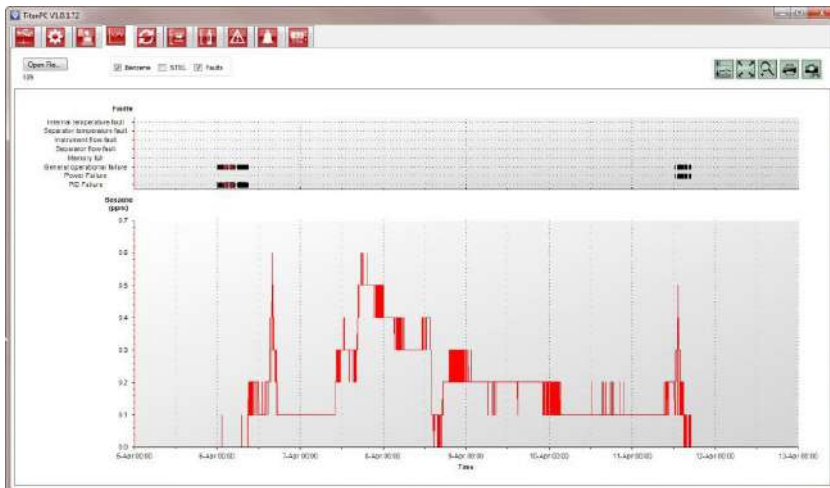 TitanPC V1.0.172
Open File...
Benzene STEL Faults
Faults
Internal temperature fault
Separator temperature fault
Instrument flow fault
Separator flow fault
Memory full
General operational failure
Power Failure
PID Failure
Benzene
(ppm)
0.7
0.6
0.5
0.4
0.3
0.2
0.1
0.0
5-Apr 00:00 6-Apr 00:00 7-Apr 00:00 8-Apr 00:00 9-Apr 00:00 10-Apr 00:00 11-Apr 00:00 12-Apr 00:00 13-Apr 00:00
Time